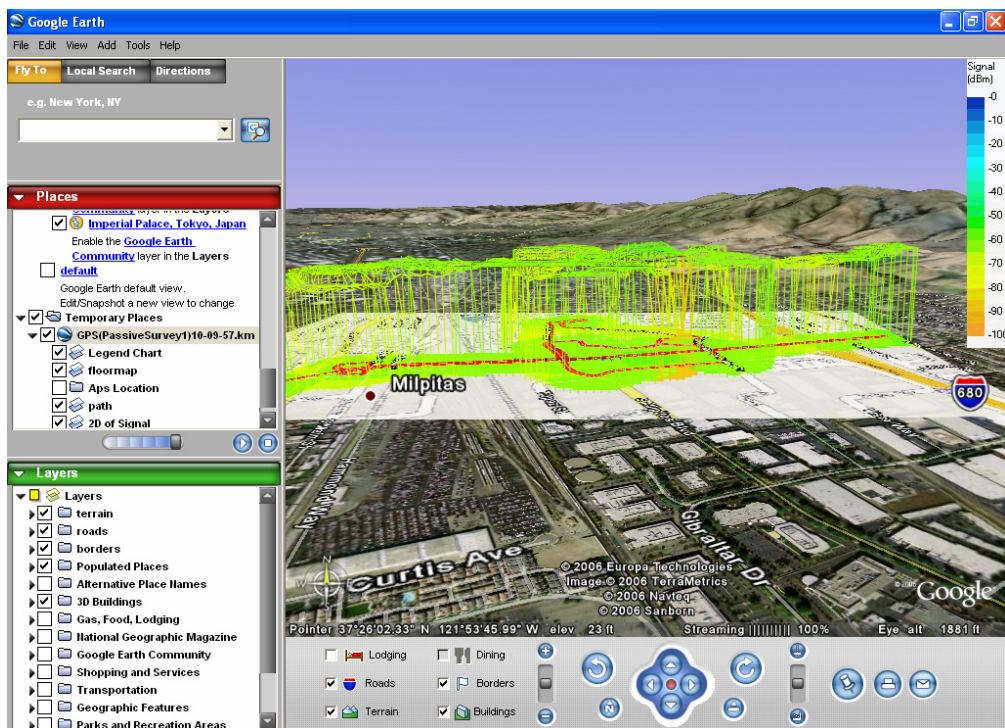 Google Earth
File Edit View Add Tools Help
Fly To Local Search Directions
e.g. New York, NY
Places
Community layer in the Layers
Imperial Palace, Tokyo, Japan
Enable the Google Earth
Community layer in the Layers
default
Google Earth default view.
Edit/Snapshot a new view to change
Temporary Places
GPS(PassiveSurvey1)10-09-57.km
Legend Chart
floormap
Aps Location
path
2D of Signal
Layers
Layers
terrain
roads
borders
Populated Places
Alternative Place Names
3D Buildings
Gas, Food, Lodging
National Geographic Magazine
Google Earth Community
Shopping and Services
Transportation
Geographic Features
Parks and Recreation Areas
Signal
(dBm)
-0
-10
-20
-30
-40
-50
-60
-70
-80
-90
-100
Milpitas
680
Curtis Ave
Gibraltar Dr
N
© 2006 Europa Technologies
Image © 2006 TerraMetrics
© 2006 Navteq
© 2006 Sanborn
© 2005
Google
Pointer 37°26'02.33" N 121°53'45.99" W elev 23 ft Streaming |||||||||| 100% Eye alt 1881 ft
Lodging Dining
Roads Borders
Terrain Buildings
N